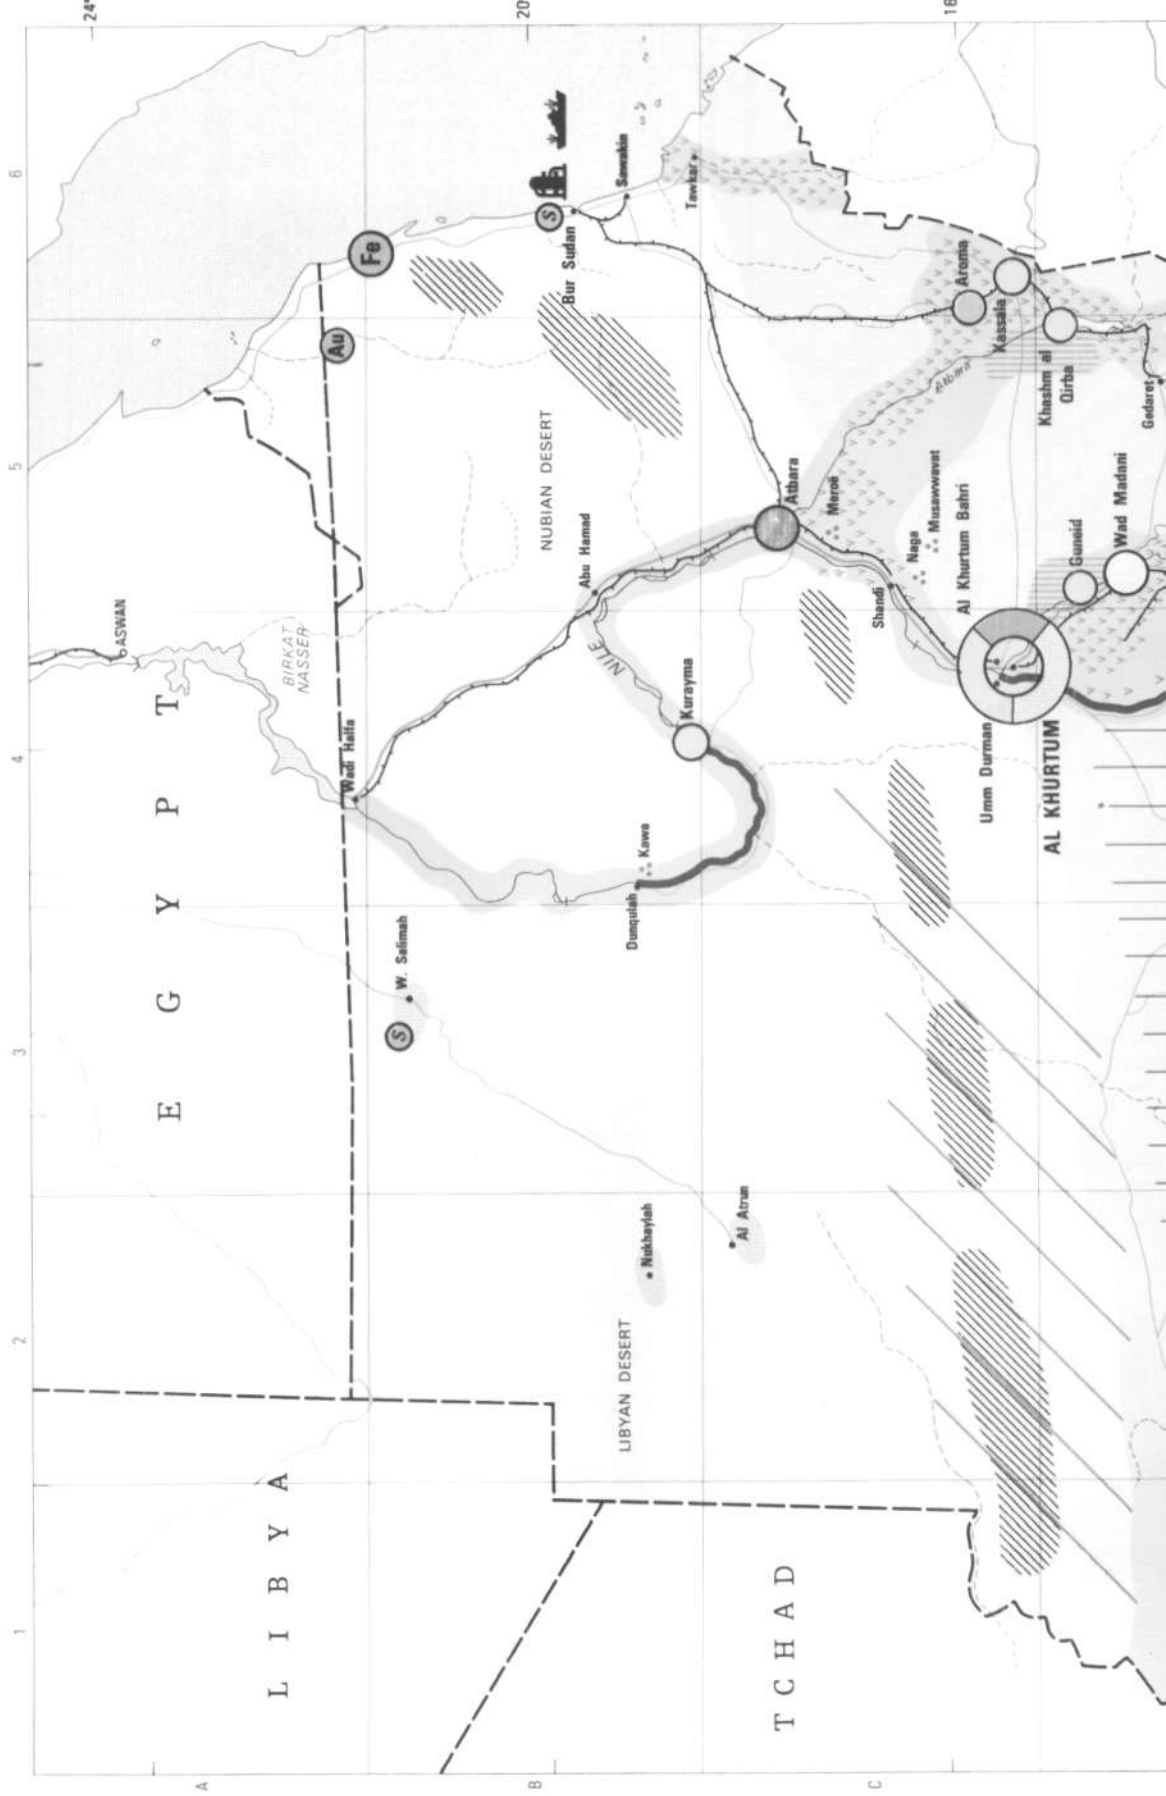 24°
20°
16
6
5
4
3
2
1
A
B
C
EGYPT
LIBYA
TCHAD
ASWAN
BIRKAT
NASSER
Wadi Halfa
W. Salimah
S
Au
Fe
S
Bur Sudan
Sawakin
Tawkar
NUBIAN DESERT
Abu Hamad
NILE
Kurayma
Kawa
Dunqulah
Nukhaylah
Al Atrun
LIBYAN DESERT
Atbara
Meroë
Naga
Musawwavat
Shandi
Al Khurtum Bahri
Umm Durman
AL KHURTUM
Guneid
Wad Madani
Atbara
Aroma
Kassala
Khashm al
Qirba
Gedaret